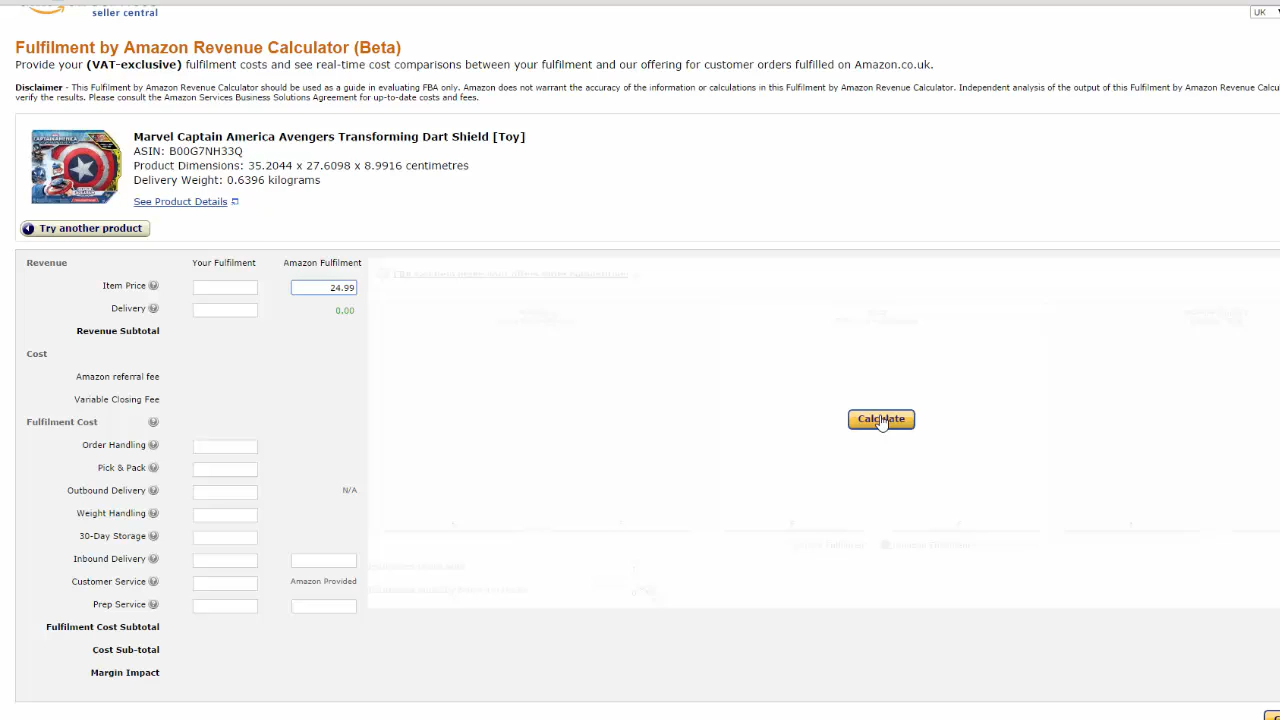 seller central
UK
Fulfilment by Amazon Revenue Calculator (Beta)
Provide your (VAT-exclusive) fulfilment costs and see real-time cost comparisons between your fulfilment and our offering for customer orders fulfilled on Amazon.co.uk.
Disclaimer - This Fulfilment by Amazon Revenue Calculator should be used as a guide in evaluating FBA only. Amazon does not warrant the accuracy of the information or calculations in this Fulfilment by Amazon Revenue Calculator. Independent analysis of the output of this Fulfilment by Amazon Revenue Calcu
verify the results. Please consult the Amazon Services Business Solutions Agreement for up-to-date costs and fees.
Marvel Captain America Avengers Transforming Dart Shield [Toy]
ASIN: B00G7NH33Q
Product Dimensions: 35.2044 x 27.6098 x 8.9916 centimetres
Delivery Weight: 0.6396 kilograms
See Product Details
Try another product
Revenue Your Fulfilment Amazon Fulfilment
Item Price 24.99
Delivery 0.00
Revenue Subtotal
Cost
Amazon referral fee
Variable Closing Fee
Calculate
Fulfilment Cost
Order Handling
Pick & Pack
Outbound Delivery N/A
Weight Handling
30-Day Storage
Inbound Delivery
Customer Service Amazon Provided
Prep Service
Fulfilment Cost Subtotal
Cost Sub-total
Margin Impact